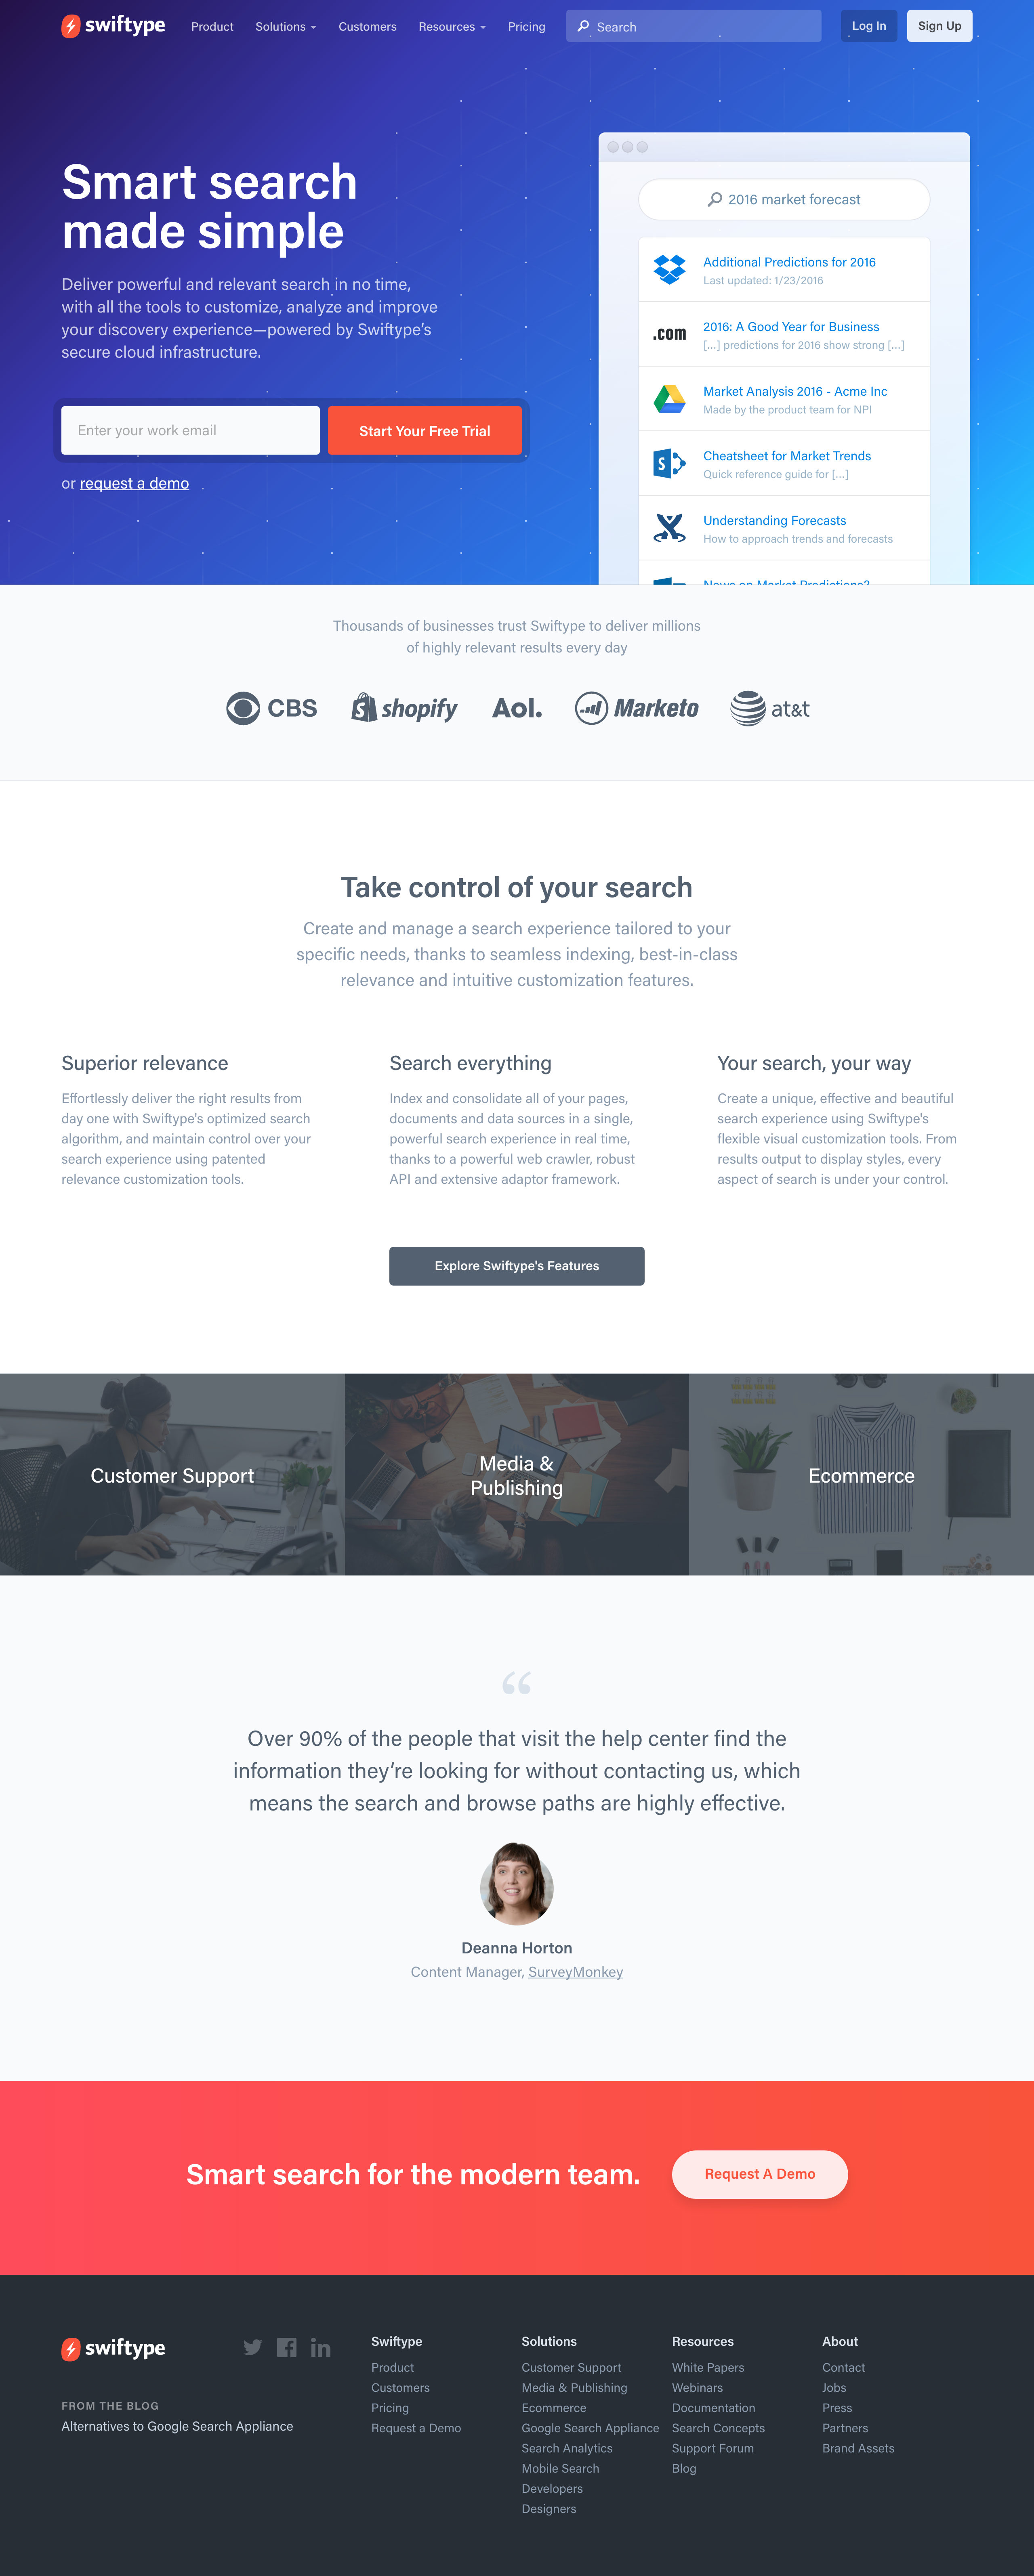 swiftype
Product
Solutions
Customers
Resources
Pricing
Search
Log In
Sign Up
Smart search
made simple
Deliver powerful and relevant search in no time,
with all the tools to customize, analyze and improve
your discovery experience—powered by Swiftype’s
secure cloud infrastructure.
Enter your work email
Start Your Free Trial
or request a demo
2016 market forecast
Additional Predictions for 2016
Last updated: 1/23/2016
.com
2016: A Good Year for Business
[...] predictions for 2016 show strong [...]
Market Analysis 2016 - Acme Inc
Made by the product team for NPI
S
Cheatsheet for Market Trends
Quick reference guide for [...]
Understanding Forecasts
How to approach trends and forecasts
News on Market Predictions?
Thousands of businesses trust Swiftype to deliver millions
of highly relevant results every day
CBS
shopify
Aol.
Marketo
at&t
Take control of your search
Create and manage a search experience tailored to your
specific needs, thanks to seamless indexing, best-in-class
relevance and intuitive customization features.
Superior relevance
Effortlessly deliver the right results from
day one with Swiftype's optimized search
algorithm, and maintain control over your
search experience using patented
relevance customization tools.
Search everything
Index and consolidate all of your pages,
documents and data sources in a single,
powerful search experience in real time,
thanks to a powerful web crawler, robust
API and extensive adaptor framework.
Your search, your way
Create a unique, effective and beautiful
search experience using Swiftype's
flexible visual customization tools. From
results output to display styles, every
aspect of search is under your control.
Explore Swiftype's Features
Customer Support
Media &
Publishing
Ecommerce
“
Over 90% of the people that visit the help center find the
information they’re looking for without contacting us, which
means the search and browse paths are highly effective.
Deanna Horton
Content Manager, SurveyMonkey
Smart search for the modern team.
Request A Demo
swiftype
FROM THE BLOG
Alternatives to Google Search Appliance
Swiftype
Product
Customers
Pricing
Request a Demo
Solutions
Customer Support
Media & Publishing
Ecommerce
Google Search Appliance
Search Analytics
Mobile Search
Developers
Designers
Resources
White Papers
Webinars
Documentation
Search Concepts
Support Forum
Blog
About
Contact
Jobs
Press
Partners
Brand Assets